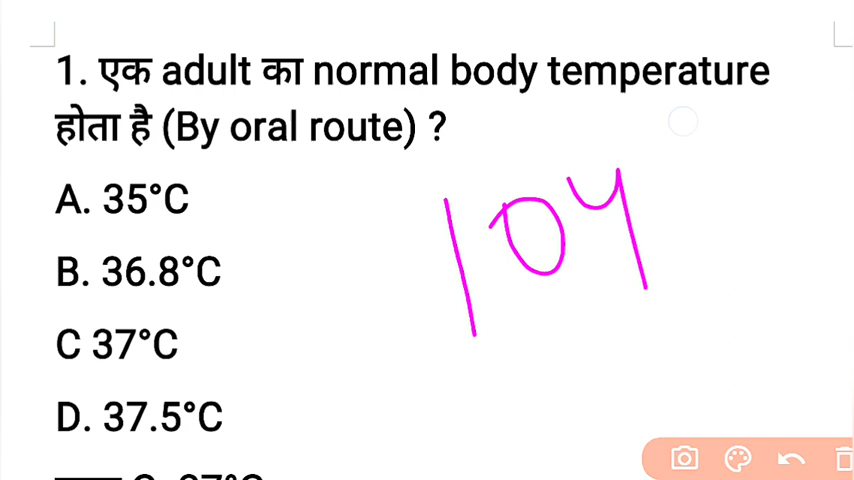 1. एक adult का normal body temperature
होता है (By oral route) ?
A. 35°C
104
B. 36.8°C
C 37°C
D. 37.5°C